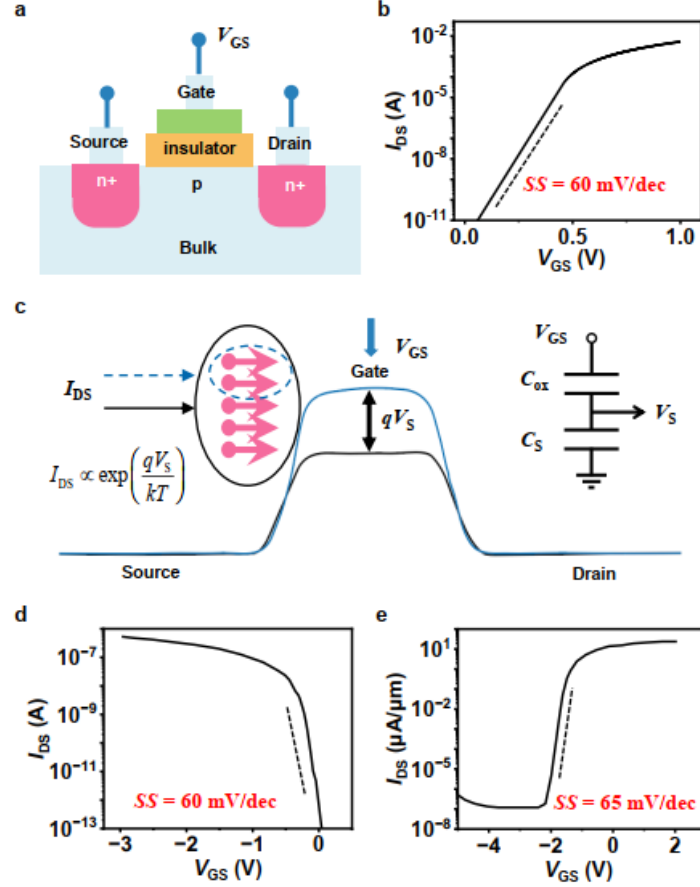 a
V_GS
Gate
Source
insulator
Drain
n+
p
n+
Bulk
b
10^-2
10^-5
10^-8
10^-11
I_DS (A)
SS = 60 mV/dec
0.0
0.5
1.0
V_GS (V)
c
V_GS
Gate
I_DS
qV_S
I_DS ∝ exp(qV_S/kT)
V_GS
C_ox
V_S
C_S
Source
Drain
d
10^-7
10^-9
10^-11
10^-13
I_DS (A)
SS = 60 mV/dec
−3
−2
−1
0
V_GS (V)
e
10^1
10^-2
10^-5
10^-8
I_DS (μA/μm)
SS = 65 mV/dec
−4
−2
0
2
V_GS (V)